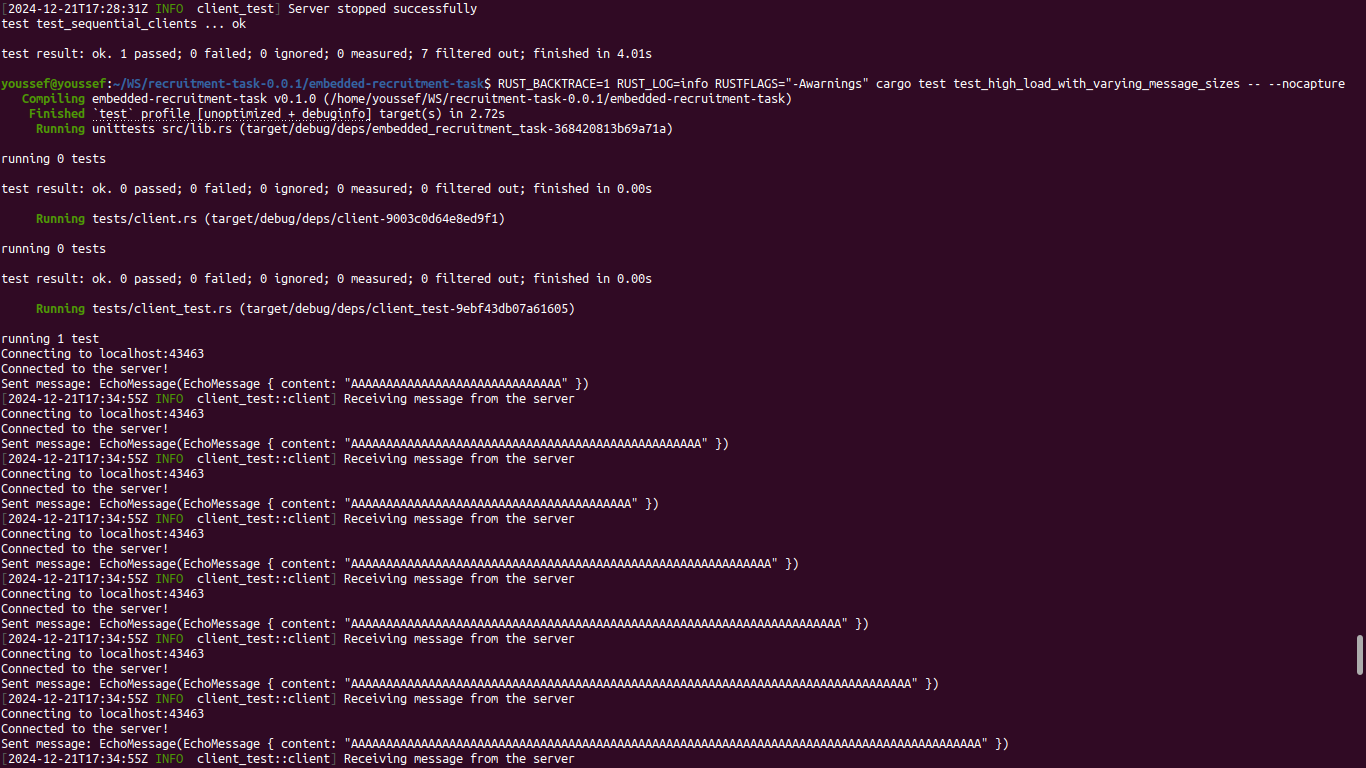 [2024-12-21T17:28:31Z INFO  client_test] Server stopped successfully
test test_sequential_clients ... ok
test result: ok. 1 passed; 0 failed; 0 ignored; 0 measured; 7 filtered out; finished in 4.01s
youssef@youssef:~/WS/recruitment-task-0.0.1/embedded-recruitment-task$ RUST_BACKTRACE=1 RUST_LOG=info RUSTFLAGS="-Awarnings" cargo test test_high_load_with_varying_message_sizes -- --nocapture
Compiling embedded-recruitment-task v0.1.0 (/home/youssef/WS/recruitment-task-0.0.1/embedded-recruitment-task)
Finished `test` profile [unoptimized + debuginfo] target(s) in 2.72s
Running unittests src/lib.rs (target/debug/deps/embedded_recruitment_task-368420813b69a71a)
running 0 tests
test result: ok. 0 passed; 0 failed; 0 ignored; 0 measured; 0 filtered out; finished in 0.00s
Running tests/client.rs (target/debug/deps/client-9003c0d64e8ed9f1)
running 0 tests
test result: ok. 0 passed; 0 failed; 0 ignored; 0 measured; 0 filtered out; finished in 0.00s
Running tests/client_test.rs (target/debug/deps/client_test-9ebf43db07a61605)
running 1 test
Connecting to localhost:43463
Connected to the server!
Sent message: EchoMessage(EchoMessage { content: "AAAAAAAAAAAAAAAAAAAAAAAAAAAAAA" })
[2024-12-21T17:34:55Z INFO  client_test::client] Receiving message from the server
Connecting to localhost:43463
Connected to the server!
Sent message: EchoMessage(EchoMessage { content: "AAAAAAAAAAAAAAAAAAAAAAAAAAAAAAAAAAAAAAAAAAAAAAAAAA" })
[2024-12-21T17:34:55Z INFO  client_test::client] Receiving message from the server
Connecting to localhost:43463
Connected to the server!
Sent message: EchoMessage(EchoMessage { content: "AAAAAAAAAAAAAAAAAAAAAAAAAAAAAAAAAAAAAAAA" })
[2024-12-21T17:34:55Z INFO  client_test::client] Receiving message from the server
Connecting to localhost:43463
Connected to the server!
Sent message: EchoMessage(EchoMessage { content: "AAAAAAAAAAAAAAAAAAAAAAAAAAAAAAAAAAAAAAAAAAAAAAAAAAAAAAAAAAAA" })
[2024-12-21T17:34:55Z INFO  client_test::client] Receiving message from the server
Connecting to localhost:43463
Connected to the server!
Sent message: EchoMessage(EchoMessage { content: "AAAAAAAAAAAAAAAAAAAAAAAAAAAAAAAAAAAAAAAAAAAAAAAAAAAAAAAAAAAAAAAAAAAAAA" })
[2024-12-21T17:34:55Z INFO  client_test::client] Receiving message from the server
Connecting to localhost:43463
Connected to the server!
Sent message: EchoMessage(EchoMessage { content: "AAAAAAAAAAAAAAAAAAAAAAAAAAAAAAAAAAAAAAAAAAAAAAAAAAAAAAAAAAAAAAAAAAAAAAAAAAAAAAAA" })
[2024-12-21T17:34:55Z INFO  client_test::client] Receiving message from the server
Connecting to localhost:43463
Connected to the server!
Sent message: EchoMessage(EchoMessage { content: "AAAAAAAAAAAAAAAAAAAAAAAAAAAAAAAAAAAAAAAAAAAAAAAAAAAAAAAAAAAAAAAAAAAAAAAAAAAAAAAAAAAAAAAAAA" })
[2024-12-21T17:34:55Z INFO  client_test::client] Receiving message from the server